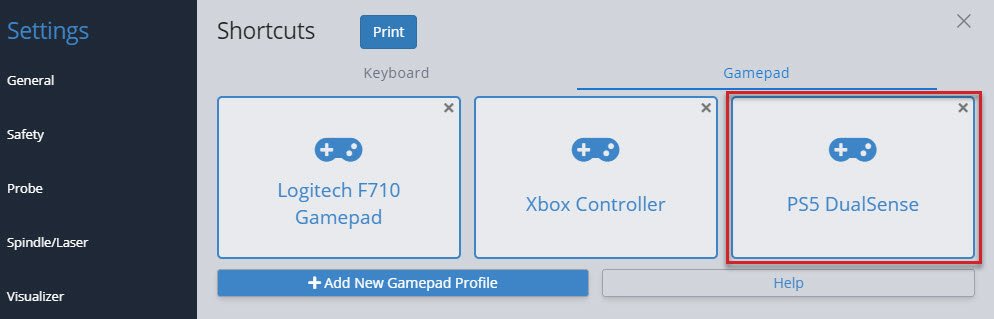 Settings
General
Safety
Probe
Spindle/Laser
Visualizer
Shortcuts
Print
Keyboard
Gamepad
Logitech F710
Gamepad
Xbox Controller
PS5 DualSense
Add New Gamepad Profile
Help